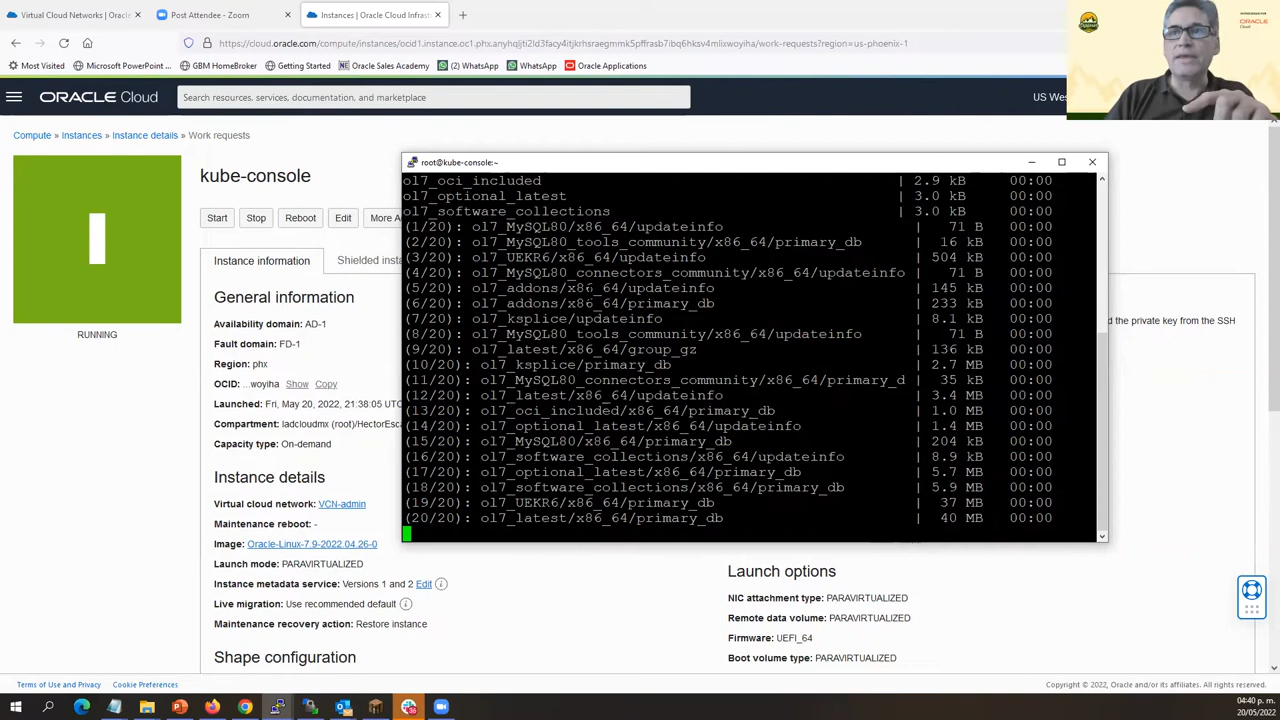 Virtual Cloud Networks | Oracle
Post Attendee - Zoom
Instances | Oracle Cloud Infrast
https://cloud.oracle.com/compute/instances/ocid1.instance.oc1.phx.anyhqljti2ld3facy4itjkrhsraegmmk5pffrasb7ibq6hksv4mlixwoyiha/work-requests?region=us-phoenix-1
Most Visited
Microsoft PowerPoint ...
GBM HomeBroker
Getting Started
Oracle Sales Academy
(2) WhatsApp
WhatsApp
Oracle Applications
ORACLE Cloud
Search resources, services, documentation, and marketplace
US Wes
ORACLE
Cloud
Compute » Instances » Instance details » Work requests
kube-console
Start
Stop
Reboot
Edit
More A
RUNNING
Instance information
Shielded insta
General information
Availability domain: AD-1
Fault domain: FD-1
Region: phx
OCID: ...woyiha Show Copy
Launched: Fri, May 20, 2022, 21:38:05 UTC
Compartment: ladcloudmx (root)/HectorEsca
Capacity type: On-demand
Instance details
Virtual cloud network: VCN-admin
Maintenance reboot: -
Image: Oracle-Linux-7.9-2022.04.26-0
Launch mode: PARAVIRTUALIZED
Instance metadata service: Versions 1 and 2 Edit
Live migration: Use recommended default
Maintenance recovery action: Restore instance
Shape configuration
d the private key from the SSH
root@kube-console:~
ol7_oci_included | 2.9 kB 00:00
ol7_optional_latest | 3.0 kB 00:00
ol7_software_collections | 3.0 kB 00:00
(1/20): ol7_MySQL80/x86_64/updateinfo | 71 B 00:00
(2/20): ol7_MySQL80_tools_community/x86_64/primary_db | 16 kB 00:00
(3/20): ol7_UEKR6/x86_64/updateinfo | 504 kB 00:00
(4/20): ol7_MySQL80_connectors_community/x86_64/updateinfo | 71 B 00:00
(5/20): ol7_addons/x86_64/updateinfo | 145 kB 00:00
(6/20): ol7_addons/x86_64/primary_db | 233 kB 00:00
(7/20): ol7_ksplice/updateinfo | 8.1 kB 00:00
(8/20): ol7_MySQL80_tools_community/x86_64/updateinfo | 71 B 00:00
(9/20): ol7_latest/x86_64/group_gz | 136 kB 00:00
(10/20): ol7_ksplice/primary_db | 2.7 MB 00:00
(11/20): ol7_MySQL80_connectors_community/x86_64/primary_d | 35 kB 00:00
(12/20): ol7_latest/x86_64/updateinfo | 3.4 MB 00:00
(13/20): ol7_oci_included/x86_64/primary_db | 1.0 MB 00:00
(14/20): ol7_optional_latest/x86_64/updateinfo | 1.4 MB 00:00
(15/20): ol7_MySQL80/x86_64/primary_db | 204 kB 00:00
(16/20): ol7_software_collections/x86_64/updateinfo | 8.9 kB 00:00
(17/20): ol7_optional_latest/x86_64/primary_db | 5.7 MB 00:00
(18/20): ol7_software_collections/x86_64/primary_db | 5.9 MB 00:00
(19/20): ol7_UEKR6/x86_64/primary_db | 37 MB 00:00
(20/20): ol7_latest/x86_64/primary_db | 40 MB 00:00
Launch options
NIC attachment type: PARAVIRTUALIZED
Remote data volume: PARAVIRTUALIZED
Firmware: UEFI_64
Boot volume type: PARAVIRTUALIZED
Terms of Use and Privacy
Cookie Preferences
Copyright © 2022, Oracle and/or its affiliates. All rights reserved.
04:40 p. m.
20/05/2022